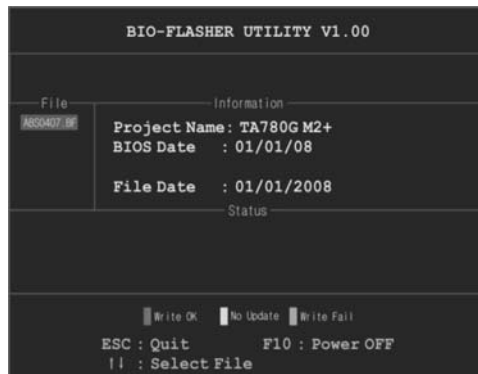 BIO-FLASHER UTILITY V1.00
File
Information
A8S0407.BF
Project Name: TA780G M2+
BIOS Date : 01/01/08
File Date : 01/01/2008
Status
Write OK No Update Write Fail
ESC : Quit F10 : Power OFF
↑↓ : Select File